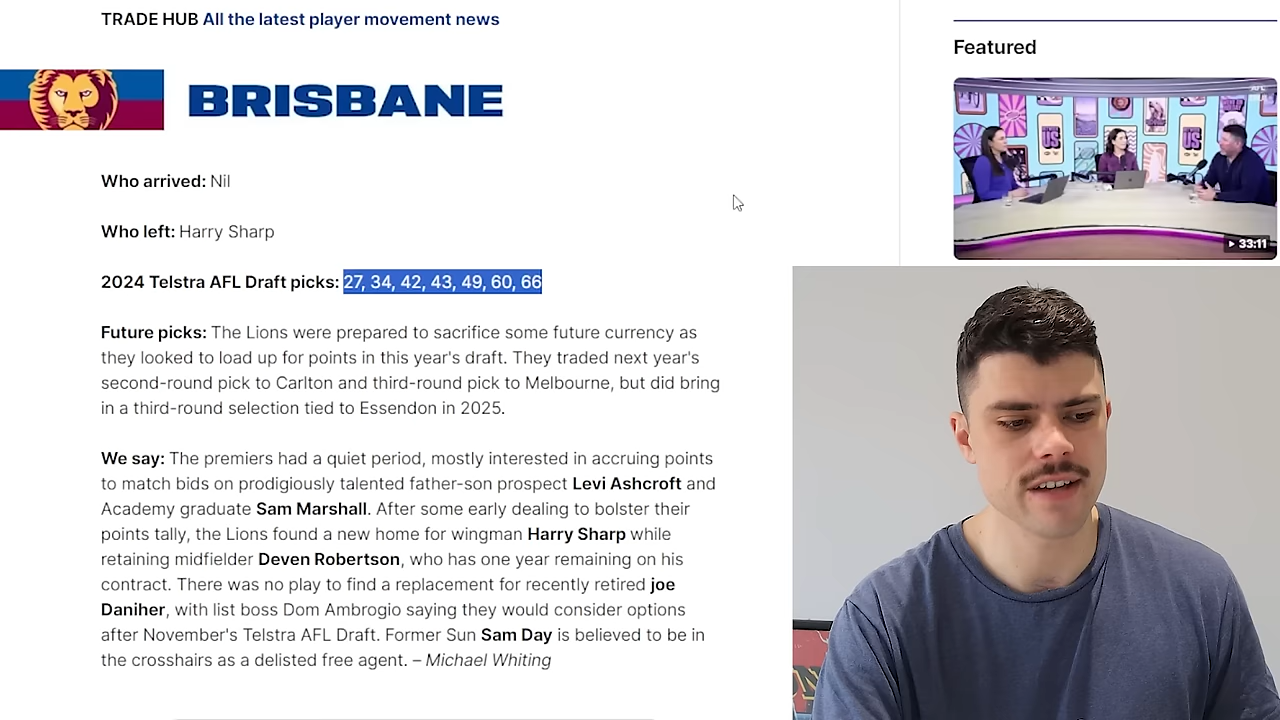 TRADE HUB All the latest player movement news
BRISBANE
Who arrived: Nil
Who left: Harry Sharp
2024 Telstra AFL Draft picks: 27, 34, 42, 43, 49, 60, 66
Future picks: The Lions were prepared to sacrifice some future currency as
they looked to load up for points in this year's draft. They traded next year's
second-round pick to Carlton and third-round pick to Melbourne, but did bring
in a third-round selection tied to Essendon in 2025.
We say: The premiers had a quiet period, mostly interested in accruing points
to match bids on prodigiously talented father-son prospect Levi Ashcroft and
Academy graduate Sam Marshall. After some early dealing to bolster their
points tally, the Lions found a new home for wingman Harry Sharp while
retaining midfielder Deven Robertson, who has one year remaining on his
contract. There was no play to find a replacement for recently retired joe
Daniher, with list boss Dom Ambrogio saying they would consider options
after November's Telstra AFL Draft. Former Sun Sam Day is believed to be in
the crosshairs as a delisted free agent. – Michael Whiting
Featured
AFL
US
US
33:11